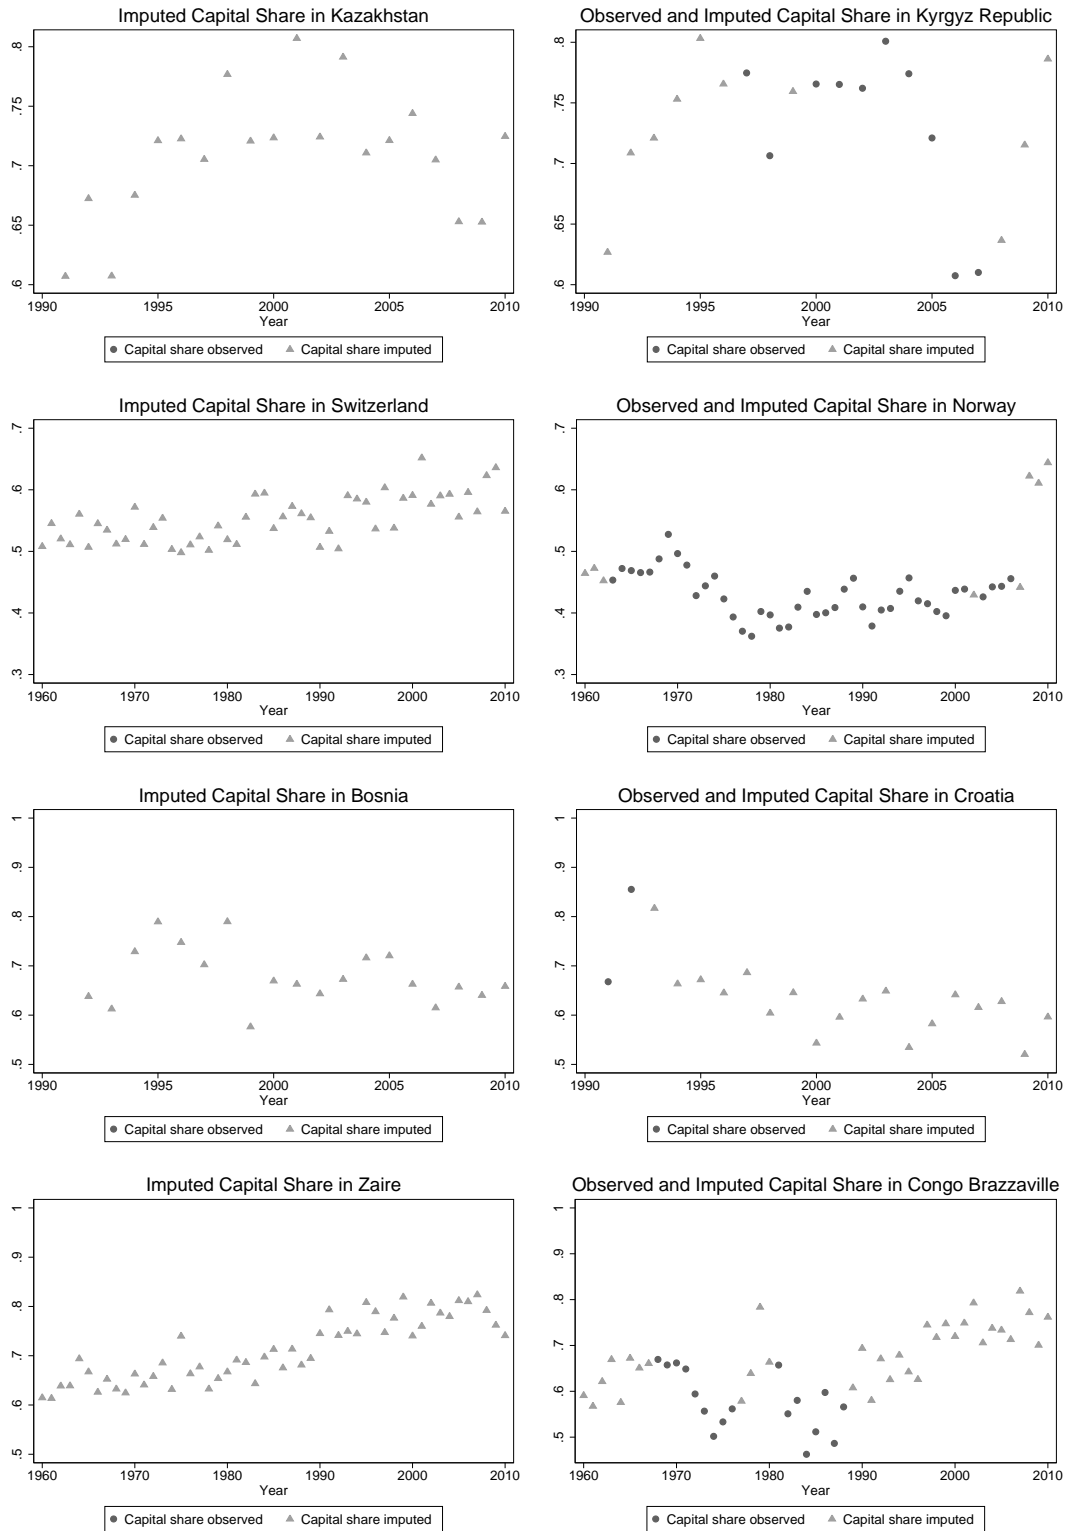 Imputed Capital Share in Kazakhstan
.8
.75
.7
.65
.6
1990 1995 2000 2005 2010
Year
Capital share observed Capital share imputed
Observed and Imputed Capital Share in Kyrgyz Republic
.8
.75
.7
.65
.6
1990 1995 2000 2005 2010
Year
Capital share observed Capital share imputed
Imputed Capital Share in Switzerland
.7
.6
.5
.4
.3
1960 1970 1980 1990 2000 2010
Year
Capital share observed Capital share imputed
Observed and Imputed Capital Share in Norway
.7
.6
.5
.4
.3
1960 1970 1980 1990 2000 2010
Year
Capital share observed Capital share imputed
Imputed Capital Share in Bosnia
1
.9
.8
.7
.6
.5
1990 1995 2000 2005 2010
Year
Capital share observed Capital share imputed
Observed and Imputed Capital Share in Croatia
1
.9
.8
.7
.6
.5
1990 1995 2000 2005 2010
Year
Capital share observed Capital share imputed
Imputed Capital Share in Zaire
1
.9
.8
.7
.6
.5
1960 1970 1980 1990 2000 2010
Year
Capital share observed Capital share imputed
Observed and Imputed Capital Share in Congo Brazzaville
1
.9
.8
.7
.6
.5
1960 1970 1980 1990 2000 2010
Year
Capital share observed Capital share imputed